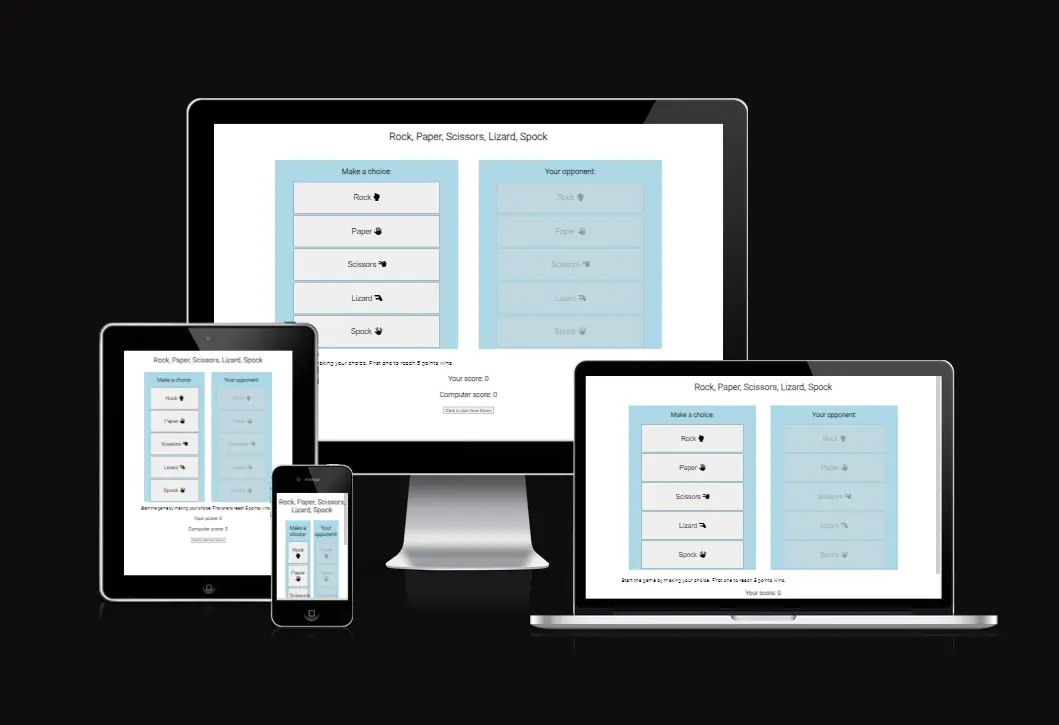 Rock, Paper, Scissors, Lizard, Spock
Make a choice:
Rock
Paper
Scissors
Lizard
Spock
Your opponent:
Rock
Paper
Scissors
Lizard
Spock
making your choice. First one to reach 5 points wins.
Your score: 0
Computer score: 0
Click to start New Game
Rock, Paper, Scissors, Lizard, Spock
Make a choice:
Rock
Paper
Scissors
Lizard
Spock
Your opponent:
Rock
Paper
Scissors
Lizard
Spock
Start the game by making your choice. First one to reach 5 points wins.
Your score: 0
Computer score: 0
Rock, Paper, Scissors,
Lizard, Spock
Make a
choice:
Rock
Paper
Scissors
Your
opponent:
Rock
Paper
Rock, Paper, Scissors, Lizard, Spock
Make a choice:
Rock
Paper
Scissors
Lizard
Spock
Your opponent:
Rock
Paper
Scissors
Lizard
Spock
Start the game by making your choice. First one to reach 5 points wins.
Your score: 0